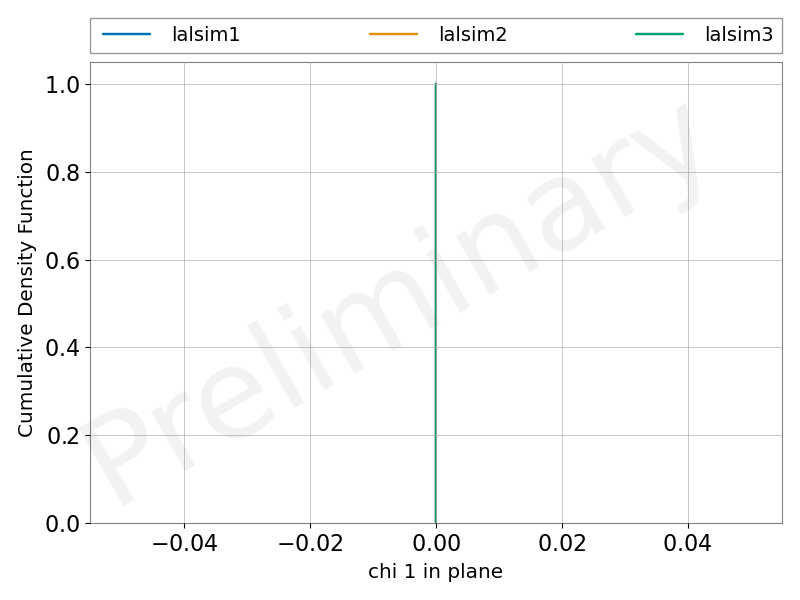 lalsim1 lalsim2 lalsim3
1.0
0.8
0.6
0.4
0.2
0.0
Cumulative Density Function
Preliminary
−0.04 −0.02 0.00 0.02 0.04
chi 1 in plane